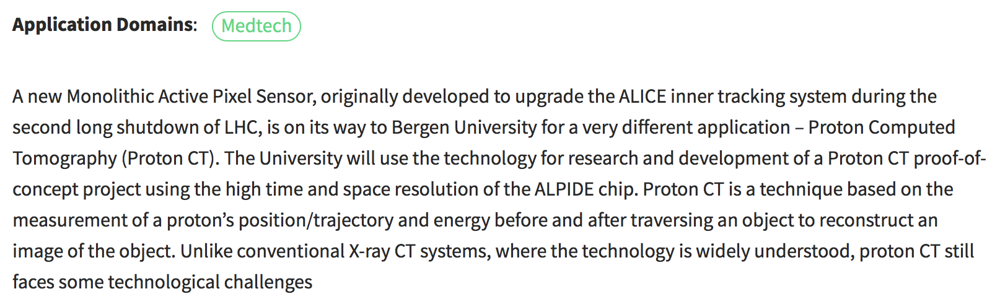 Application Domains: Medtech
A new Monolithic Active Pixel Sensor, originally developed to upgrade the ALICE inner tracking system during the
second long shutdown of LHC, is on its way to Bergen University for a very different application – Proton Computed
Tomography (Proton CT). The University will use the technology for research and development of a Proton CT proof-of-
concept project using the high time and space resolution of the ALPIDE chip. Proton CT is a technique based on the
measurement of a proton’s position/trajectory and energy before and after traversing an object to reconstruct an
image of the object. Unlike conventional X-ray CT systems, where the technology is widely understood, proton CT still
faces some technological challenges